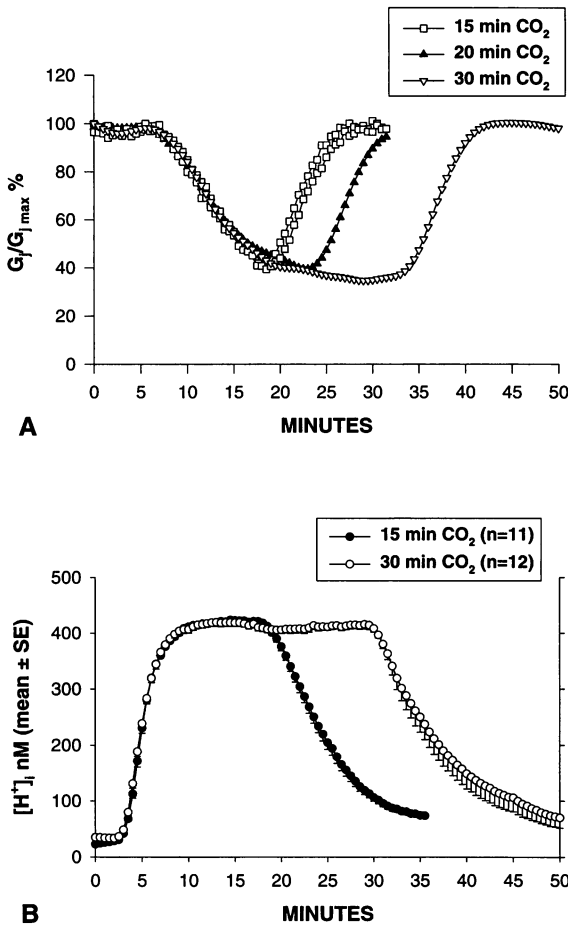 15 min CO₂
20 min CO₂
30 min CO₂
120
100
80
60
40
20
0
Gj/Gj max %
0 5 10 15 20 25 30 35 40 45 50
A MINUTES
15 min CO₂ (n=11)
30 min CO₂ (n=12)
500
400
300
200
100
0
[H⁺]i nM (mean ± SE)
0 5 10 15 20 25 30 35 40 45 50
B MINUTES